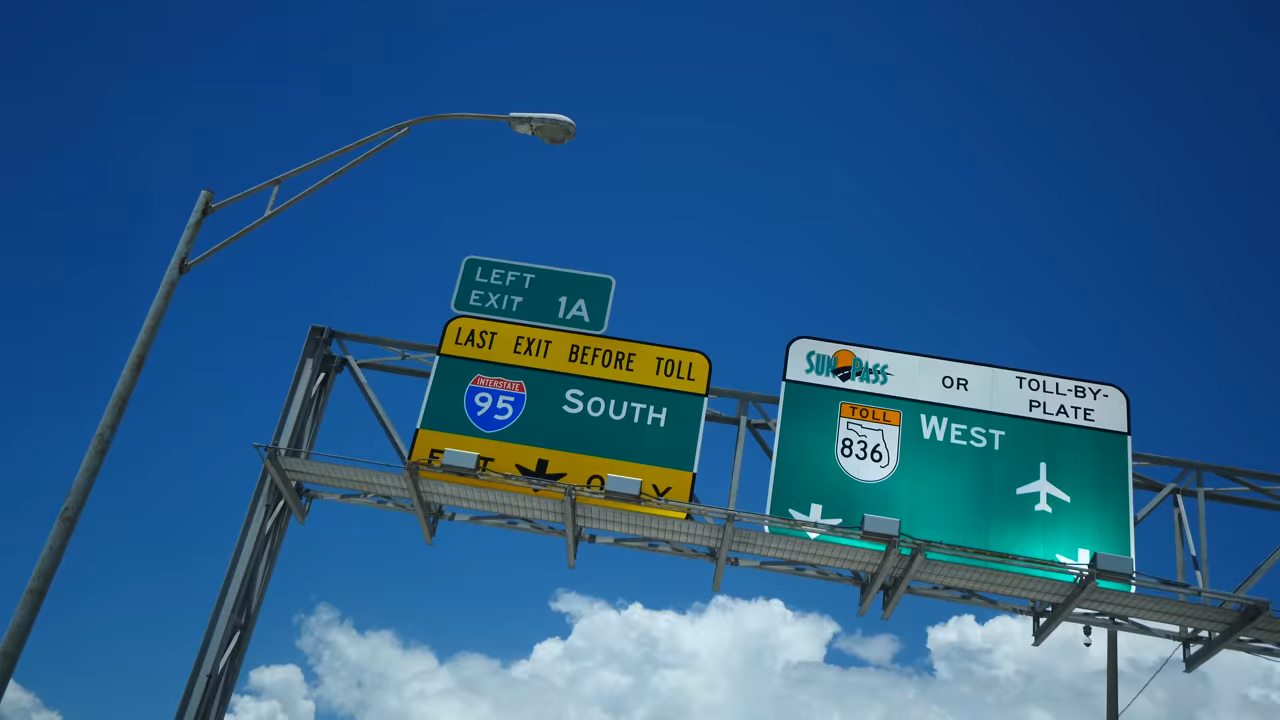 LEFT
EXIT 1A
LAST EXIT BEFORE TOLL
INTERSTATE
95 SOUTH
SUNPASS OR TOLL-BY-
PLATE
TOLL
836 WEST